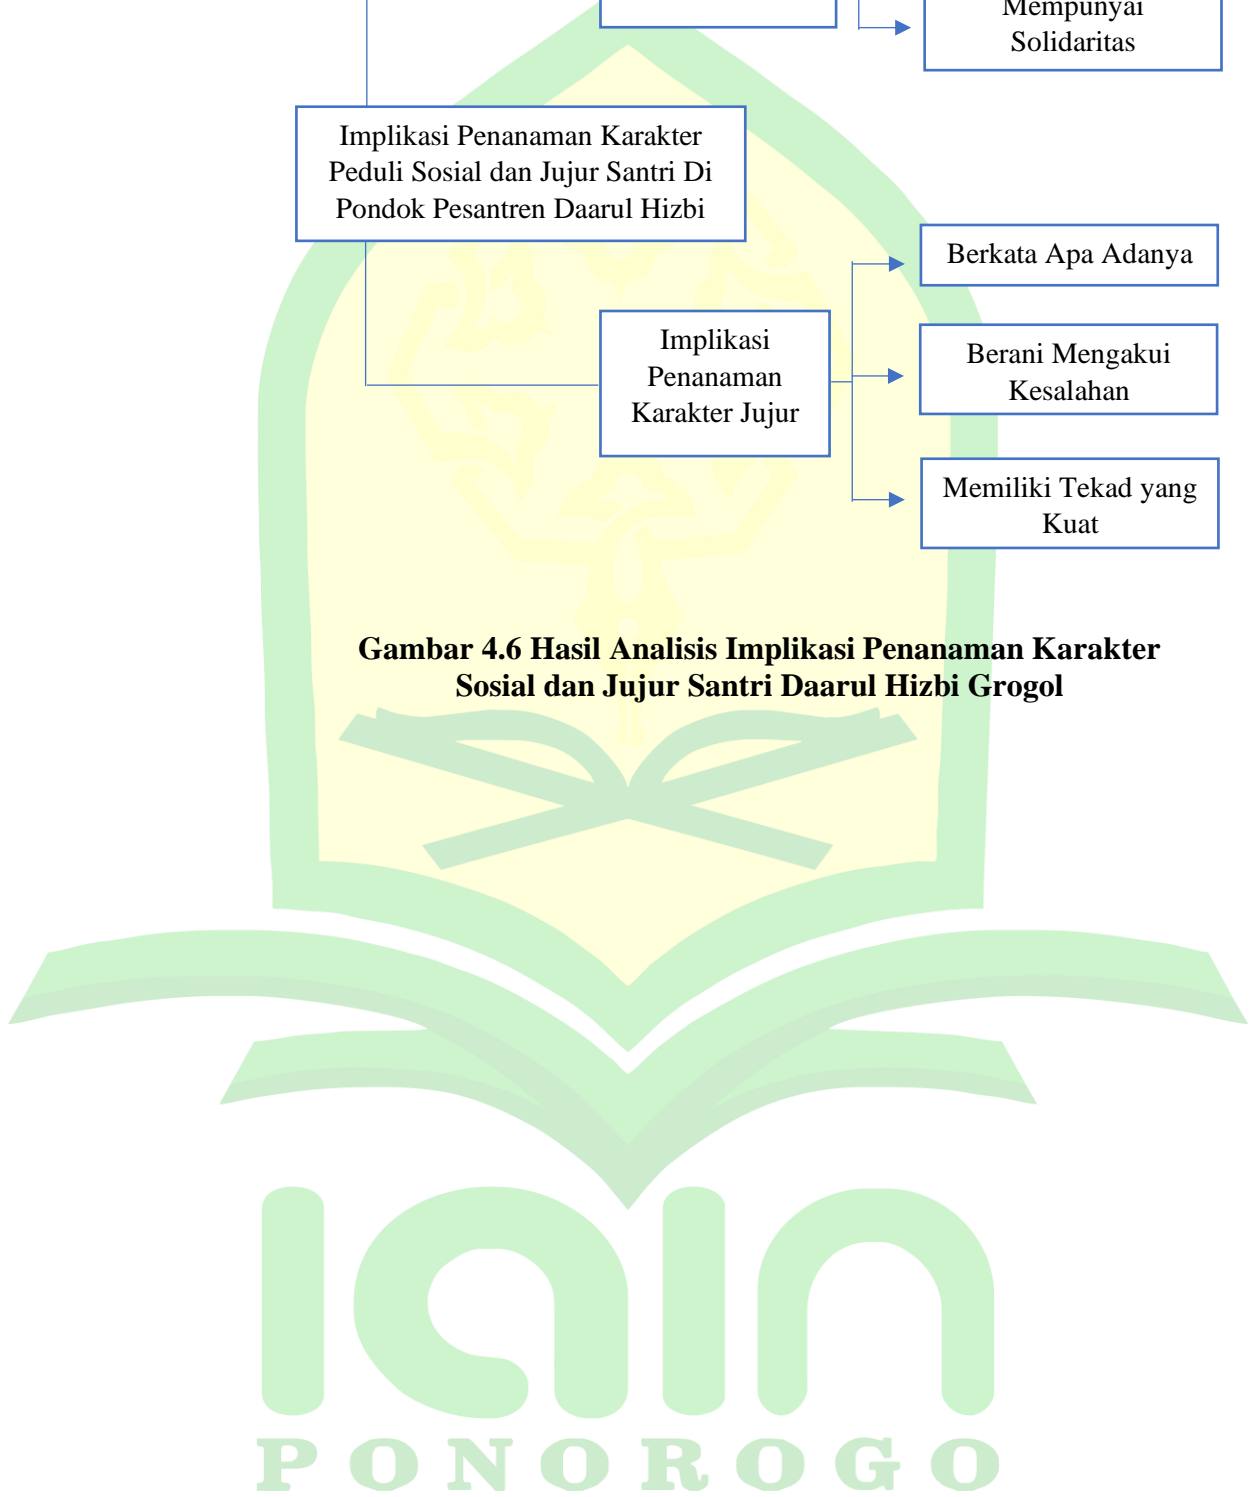 Mempunyai
Solidaritas
Implikasi Penanaman Karakter
Peduli Sosial dan Jujur Santri Di
Pondok Pesantren Daarul Hizbi
Berkata Apa Adanya
Implikasi
Penanaman
Karakter Jujur
Berani Mengakui
Kesalahan
Memiliki Tekad yang
Kuat
Gambar 4.6 Hasil Analisis Implikasi Penanaman Karakter
Sosial dan Jujur Santri Daarul Hizbi Grogol
iain
PONOROGO